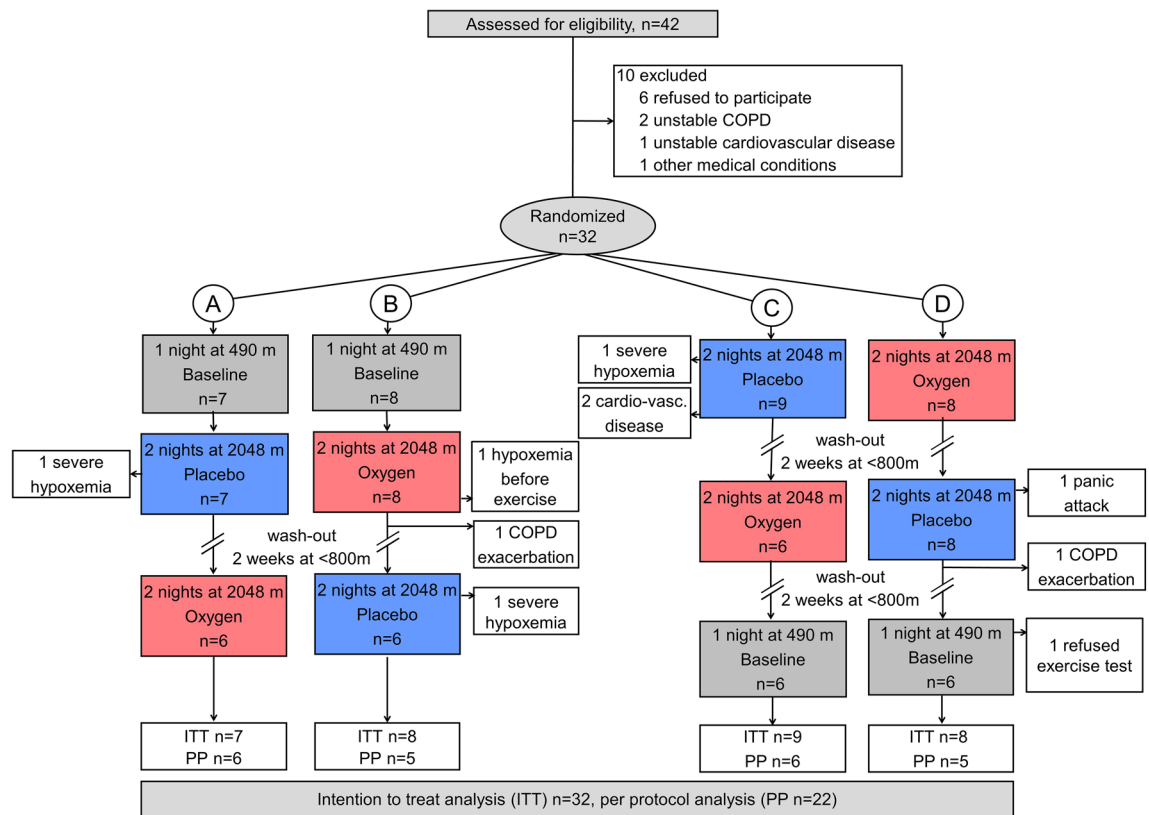 Assessed for eligibility, n=42
10 excluded
6 refused to participate
2 unstable COPD
1 unstable cardiovascular disease
1 other medical conditions
Randomized
n=32
A
1 night at 490 m
Baseline
n=7
2 nights at 2048 m
Placebo
n=7
1 severe
hypoxemia
wash-out
2 weeks at <800m
2 nights at 2048 m
Oxygen
n=6
ITT n=7
PP n=6
B
1 night at 490 m
Baseline
n=8
2 nights at 2048 m
Oxygen
n=8
1 hypoxemia
before
exercise
1 COPD
exacerbation
2 nights at 2048 m
Placebo
n=6
1 severe
hypoxemia
ITT n=8
PP n=5
C
2 nights at 2048 m
Placebo
n=9
1 severe
hypoxemia
2 cardio-vasc.
disease
wash-out
2 weeks at <800m
2 nights at 2048 m
Oxygen
n=6
wash-out
2 weeks at <800m
1 night at 490 m
Baseline
n=6
ITT n=9
PP n=6
D
2 nights at 2048 m
Oxygen
n=8
2 nights at 2048 m
Placebo
n=8
1 panic
attack
1 COPD
exacerbation
1 night at 490 m
Baseline
n=6
1 refused
exercise test
ITT n=8
PP n=5
Intention to treat analysis (ITT) n=32, per protocol analysis (PP n=22)